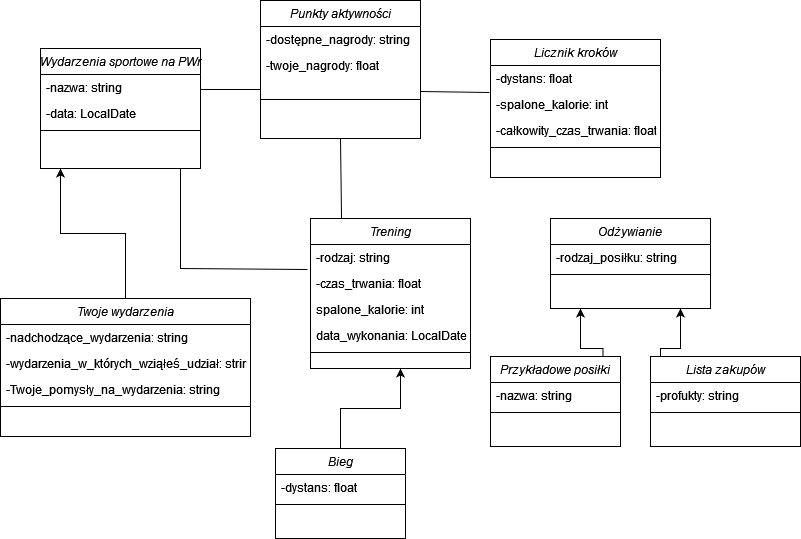 Punkty aktywności
-dostępne_nagrody: string
-twoje_nagrody: float
Wydarzenia sportowe na PWr
-nazwa: string
-data: LocalDate
Licznik kroków
-dystans: float
-spalone_kalorie: int
-całkowity_czas_trwania: float
Trening
-rodzaj: string
-czas_trwania: float
spalone_kalorie: int
data_wykonania: LocalDate
Odżywianie
-rodzaj_posiłku: string
Twoje wydarzenia
-nadchodzące_wydarzenia: string
-wydarzenia_w_których_wziąłeś_udział: strin
-Twoje_pomysły_na_wydarzenia: string
Przykładowe posiłki
-nazwa: string
Lista zakupów
-profukty: string
Bieg
-dystans: float